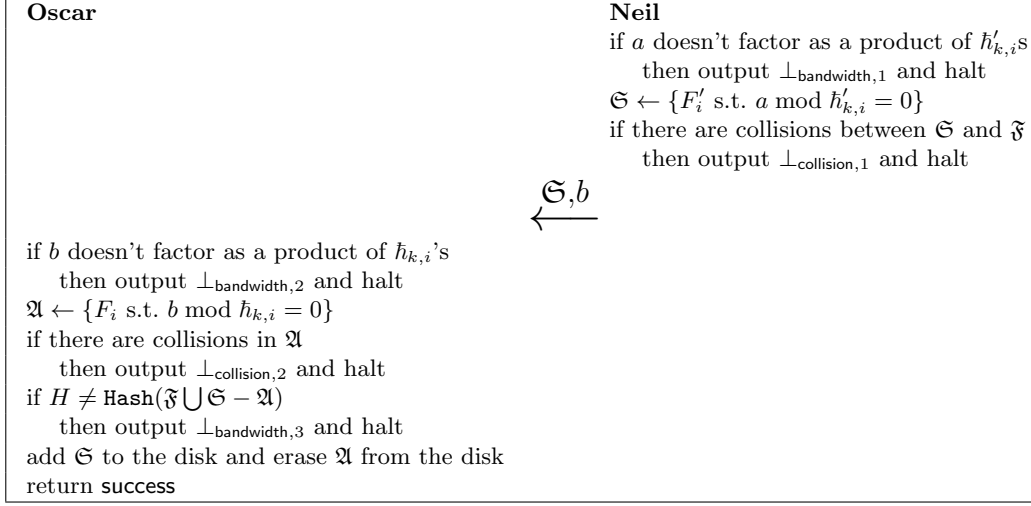 Oscar
Neil
if a doesn't factor as a product of ℏ′ₖ,ᵢs
then output ⊥bandwidth,1 and halt
𝔖 ← {F′ᵢ s.t. a mod ℏ′ₖ,ᵢ = 0}
if there are collisions between 𝔖 and 𝔉
then output ⊥collision,1 and halt
𝔖,b
←
if b doesn't factor as a product of ℏₖ,ᵢ's
then output ⊥bandwidth,2 and halt
𝔄 ← {Fᵢ s.t. b mod ℏₖ,ᵢ = 0}
if there are collisions in 𝔄
then output ⊥collision,2 and halt
if H ≠ Hash(𝔉 ⋃ 𝔖 − 𝔄)
then output ⊥bandwidth,3 and halt
add 𝔖 to the disk and erase 𝔄 from the disk
return success